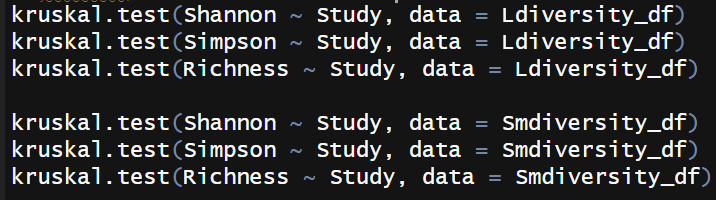 kruskal.test(Shannon ~ Study, data = Ldiversity_df)
kruskal.test(Simpson ~ Study, data = Ldiversity_df)
kruskal.test(Richness ~ Study, data = Ldiversity_df)
kruskal.test(Shannon ~ Study, data = Smdiversity_df)
kruskal.test(Simpson ~ Study, data = Smdiversity_df)
kruskal.test(Richness ~ Study, data = Smdiversity_df)